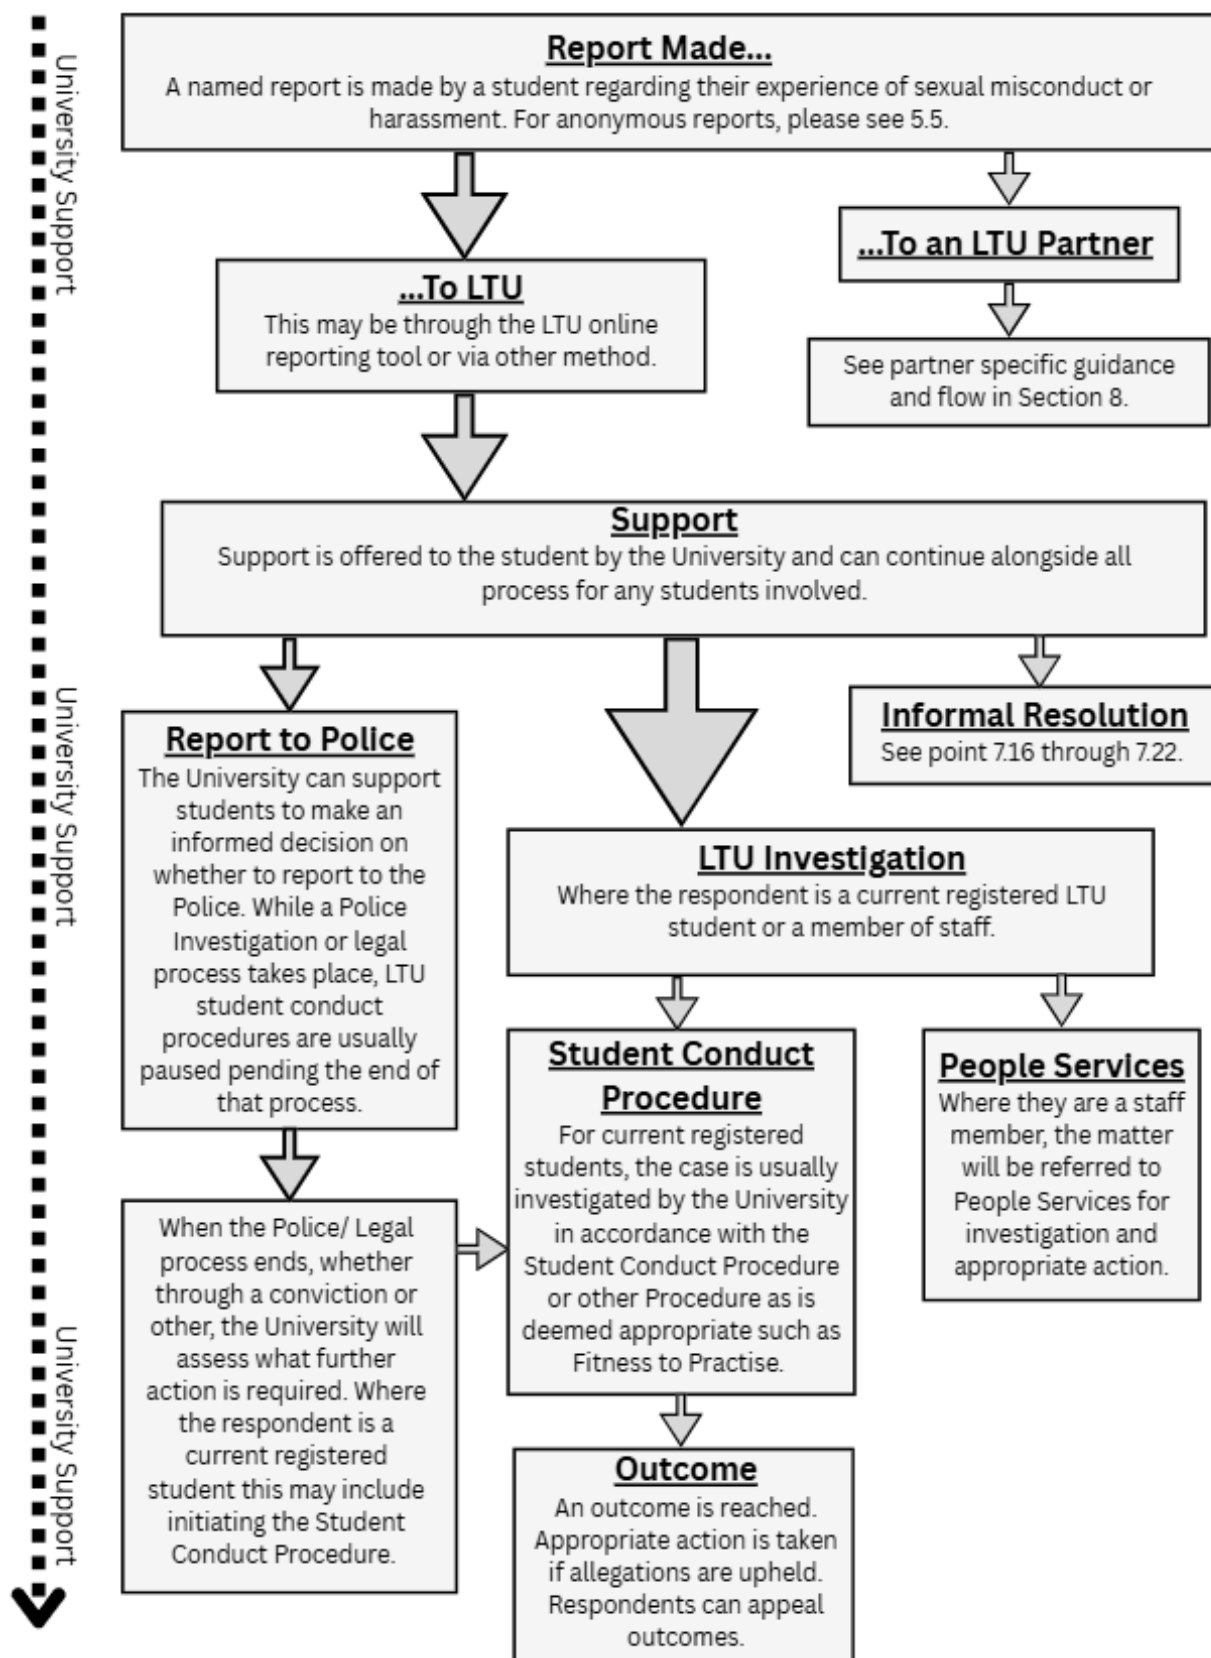 Report Made...
A named report is made by a student regarding their experience of sexual misconduct or
harassment. For anonymous reports, please see 5.5.
...To an LTU Partner
See partner specific guidance
and flow in Section 8.
...To LTU
This may be through the LTU online
reporting tool or via other method.
Support
Support is offered to the student by the University and can continue alongside all
process for any students involved.
Report to Police
The University can support
students to make an
informed decision on
whether to report to the
Police. While a Police
Investigation or legal
process takes place, LTU
student conduct
procedures are usually
paused pending the end of
that process.
When the Police/ Legal
process ends, whether
through a conviction or
other, the University will
assess what further
action is required. Where
the respondent is a
current registered
student this may include
initiating the Student
Conduct Procedure.
Informal Resolution
See point 7.16 through 7.22.
LTU Investigation
Where the respondent is a current registered LTU
student or a member of staff.
Student Conduct
Procedure
For current registered
students, the case is usually
investigated by the University
in accordance with the
Student Conduct Procedure
or other Procedure as is
deemed appropriate such as
Fitness to Practise.
People Services
Where they are a staff
member, the matter
will be referred to
People Services for
investigation and
appropriate action.
Outcome
An outcome is reached.
Appropriate action is taken
if allegations are upheld.
Respondents can appeal
outcomes.
University Support
University Support
University Support